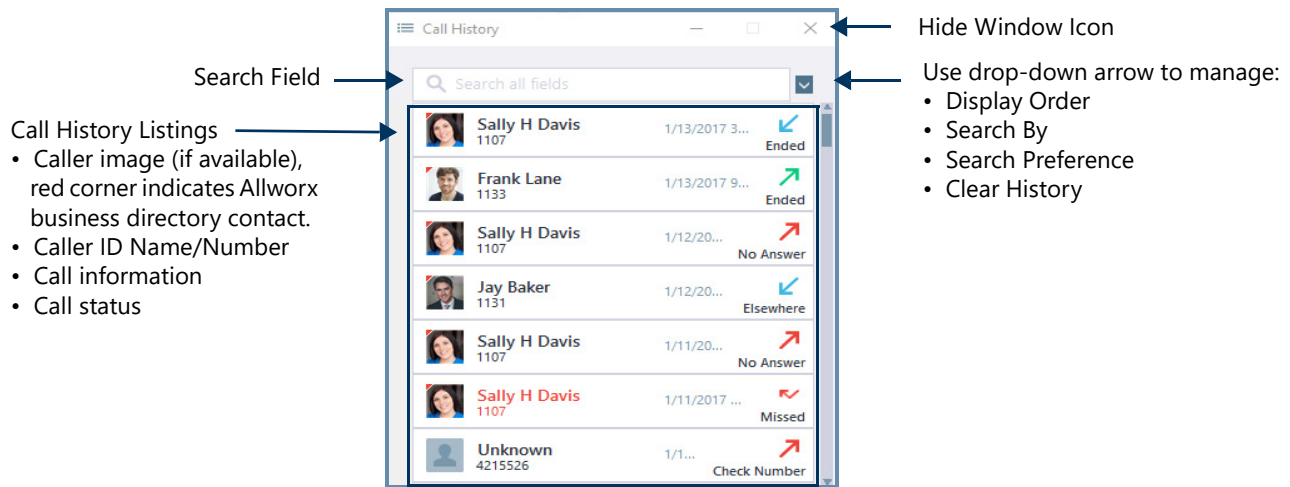 Call History
Hide Window Icon
Search Field
Search all fields
Use drop-down arrow to manage:
• Display Order
• Search By
• Search Preference
• Clear History
Call History Listings
• Caller image (if available),
red corner indicates Allworx
business directory contact.
• Caller ID Name/Number
• Call information
• Call status
Sally H Davis
1107
1/13/2017 3...
Ended
Frank Lane
1133
1/13/2017 9...
Ended
Sally H Davis
1107
1/12/20...
No Answer
Jay Baker
1131
1/12/20...
Elsewhere
Sally H Davis
1107
1/11/20...
No Answer
Sally H Davis
1107
1/11/2017 ...
Missed
Unknown
4215526
1/1...
Check Number